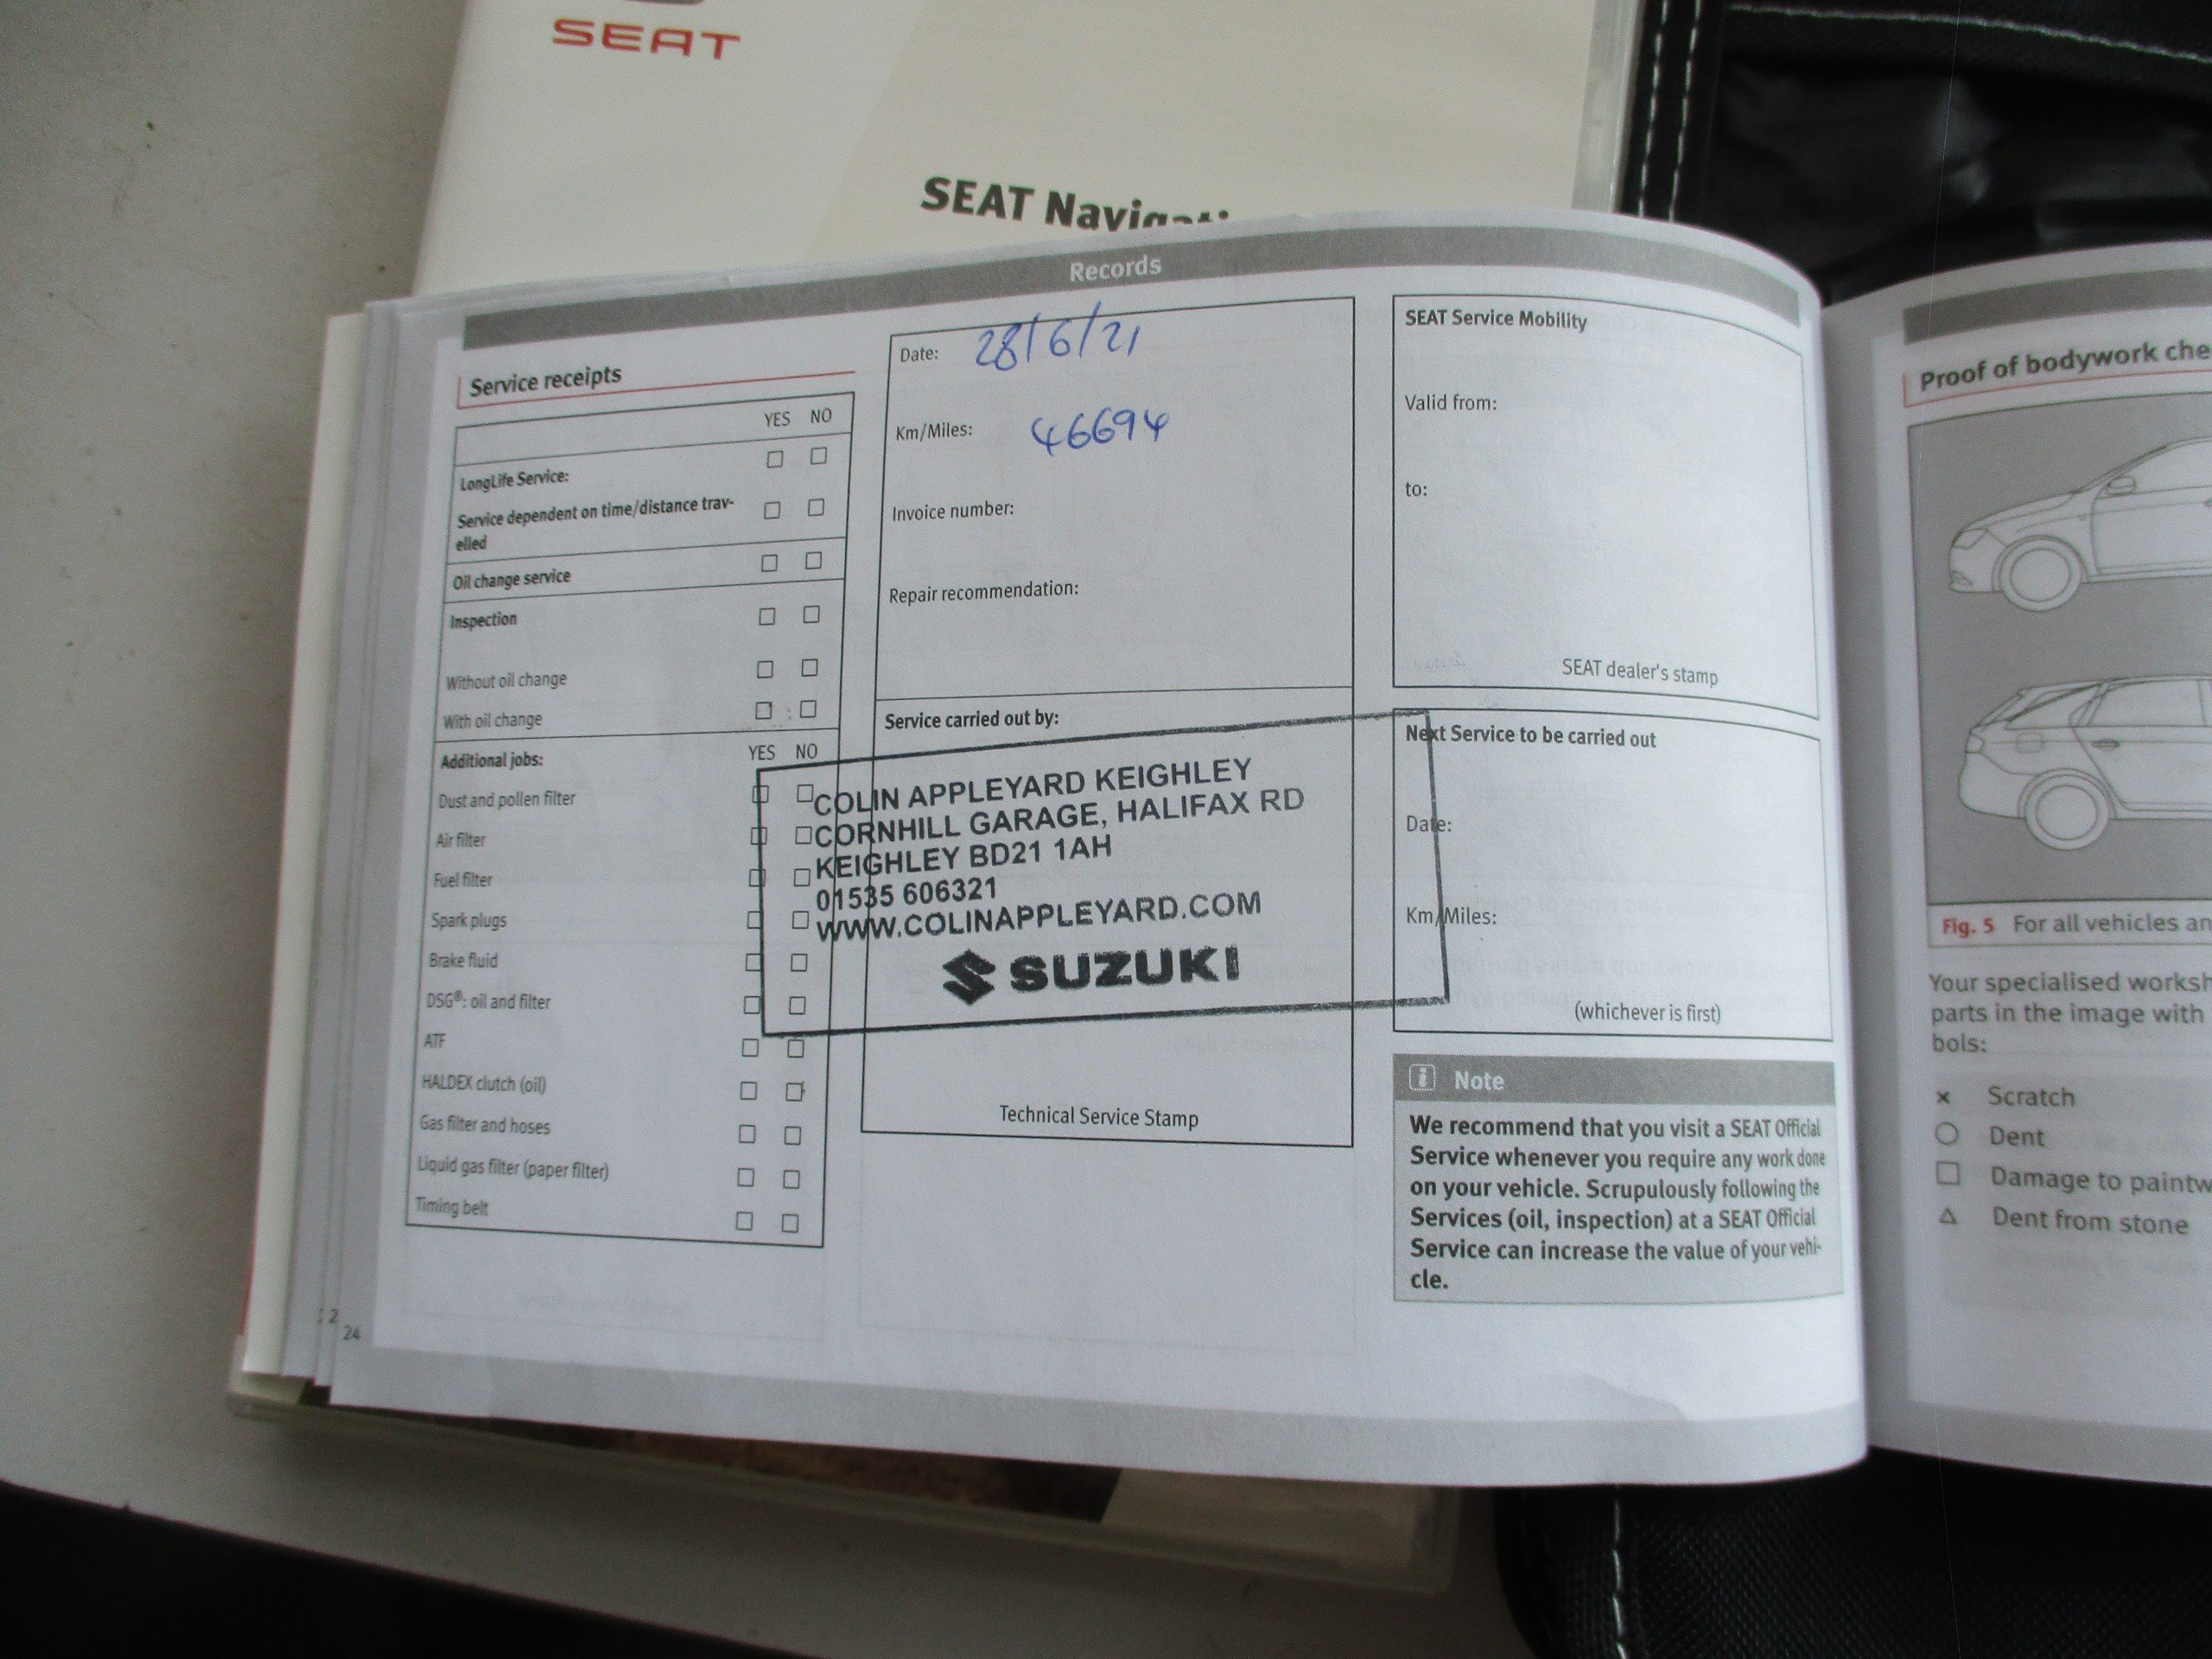 SEAT
SEAT Navigati
Records
Service receipts
YES NO
LongLife Service:
Service dependent on time/distance trav-
elled
Oil change service
Inspection
Without oil change
With oil change
Additional jobs:
YES NO
Dust and pollen filter
Air filter
Fuel filter
Spark plugs
Brake fluid
DSG®: oil and filter
ATF
HALDEX clutch (oil)
Gas filter and hoses
Liquid gas filter (paper filter)
Timing belt
24
Date: 28/6/21
Km/Miles: 46694
Invoice number:
Repair recommendation:
Service carried out by:
COLIN APPLEYARD KEIGHLEY
CORNHILL GARAGE, HALIFAX RD
KEIGHLEY BD21 1AH
01535 606321
WWW.COLINAPPLEYARD.COM
SUZUKI
Technical Service Stamp
SEAT Service Mobility
Valid from:
to:
SEAT dealer's stamp
Next Service to be carried out
Date:
Km/Miles:
(whichever is first)
i Note
We recommend that you visit a SEAT Official
Service whenever you require any work done
on your vehicle. Scrupulously following the
Services (oil, inspection) at a SEAT Official
Service can increase the value of your vehi-
cle.
Proof of bodywork che
Fig. 5 For all vehicles an
Your specialised worksh
parts in the image with
bols:
x Scratch
○ Dent
□ Damage to paintw
△ Dent from stone